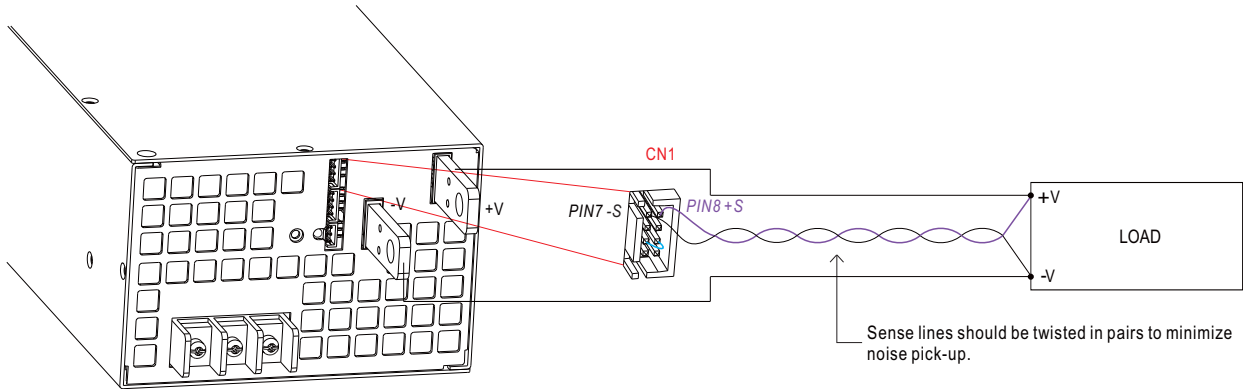 CN1
-V
+V
PIN7 -S
PIN8 +S
+V
LOAD
-V
Sense lines should be twisted in pairs to minimize
noise pick-up.